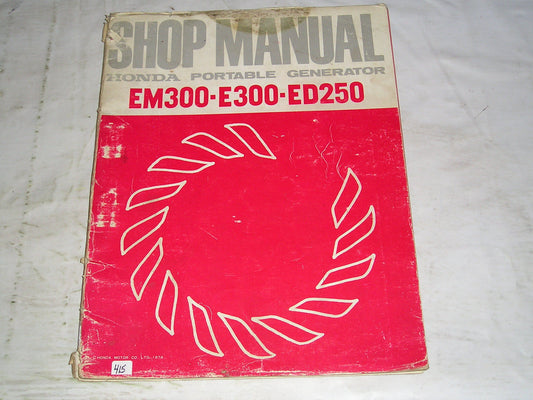 SHOP MANUAL
HONDA PORTABLE GENERATOR
EM300·E300·ED250
HONDA MOTOR CO. LTD.
415